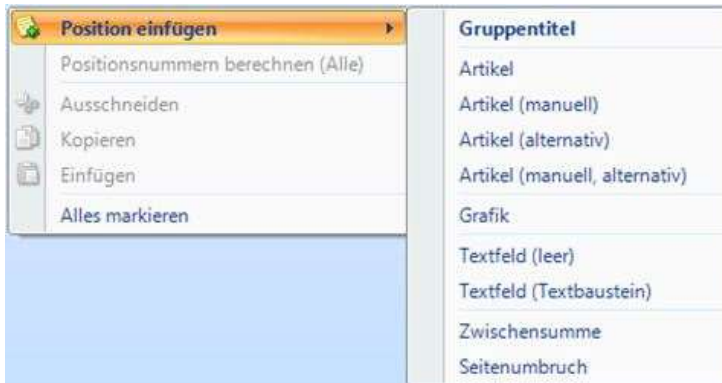 Position einfügen
Positionsnummern berechnen (Alle)
Ausschneiden
Kopieren
Einfügen
Alles markieren
Gruppentitel
Artikel
Artikel (manuell)
Artikel (alternativ)
Artikel (manuell, alternativ)
Grafik
Textfeld (leer)
Textfeld (Textbaustein)
Zwischensumme
Seitenumbruch